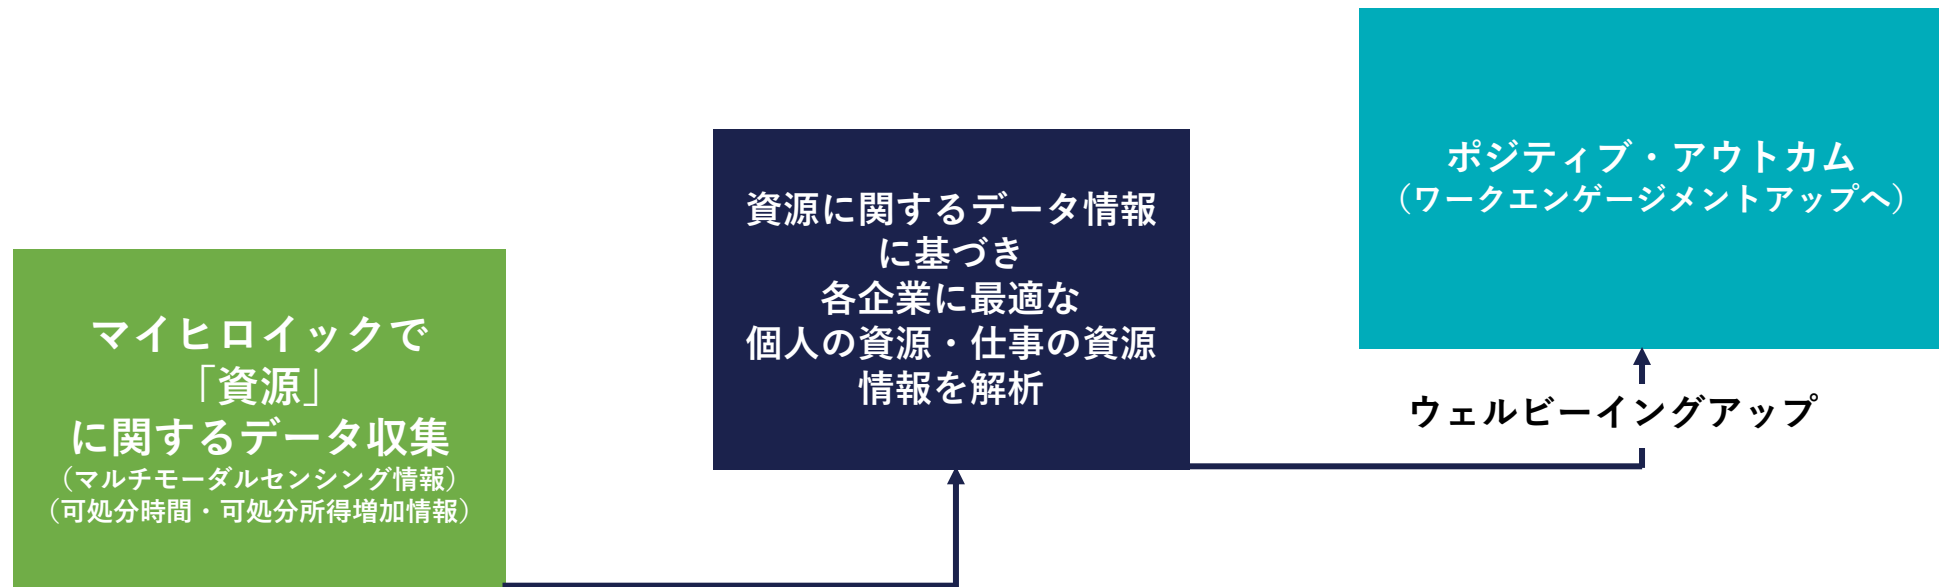 マイヒロイックで
「資源」
に関するデータ収集
（マルチモーダルセンシング情報）
（可処分時間・可処分所得増加情報）
資源に関するデータ情報
に基づき
各企業に最適な
個人の資源・仕事の資源
情報を解析
ポジティブ・アウトカム
（ワークエンゲージメントアップへ）
ウェルビーイングアップ